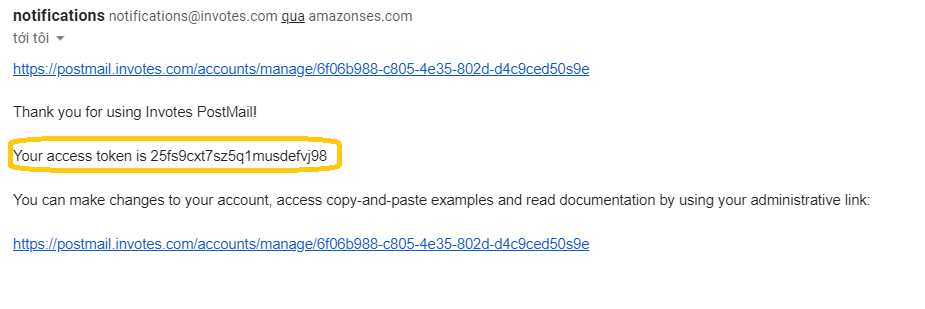 notifications notifications@invotes.com qua amazonses.com
tới tôi
https://postmail.invotes.com/accounts/manage/6f06b988-c805-4e35-802d-d4c9ced50s9e
Thank you for using Invotes PostMail!
Your access token is 25fs9cxt7sz5q1musdefvj98
You can make changes to your account, access copy-and-paste examples and read documentation by using your administrative link:
https://postmail.invotes.com/accounts/manage/6f06b988-c805-4e35-802d-d4c9ced50s9e